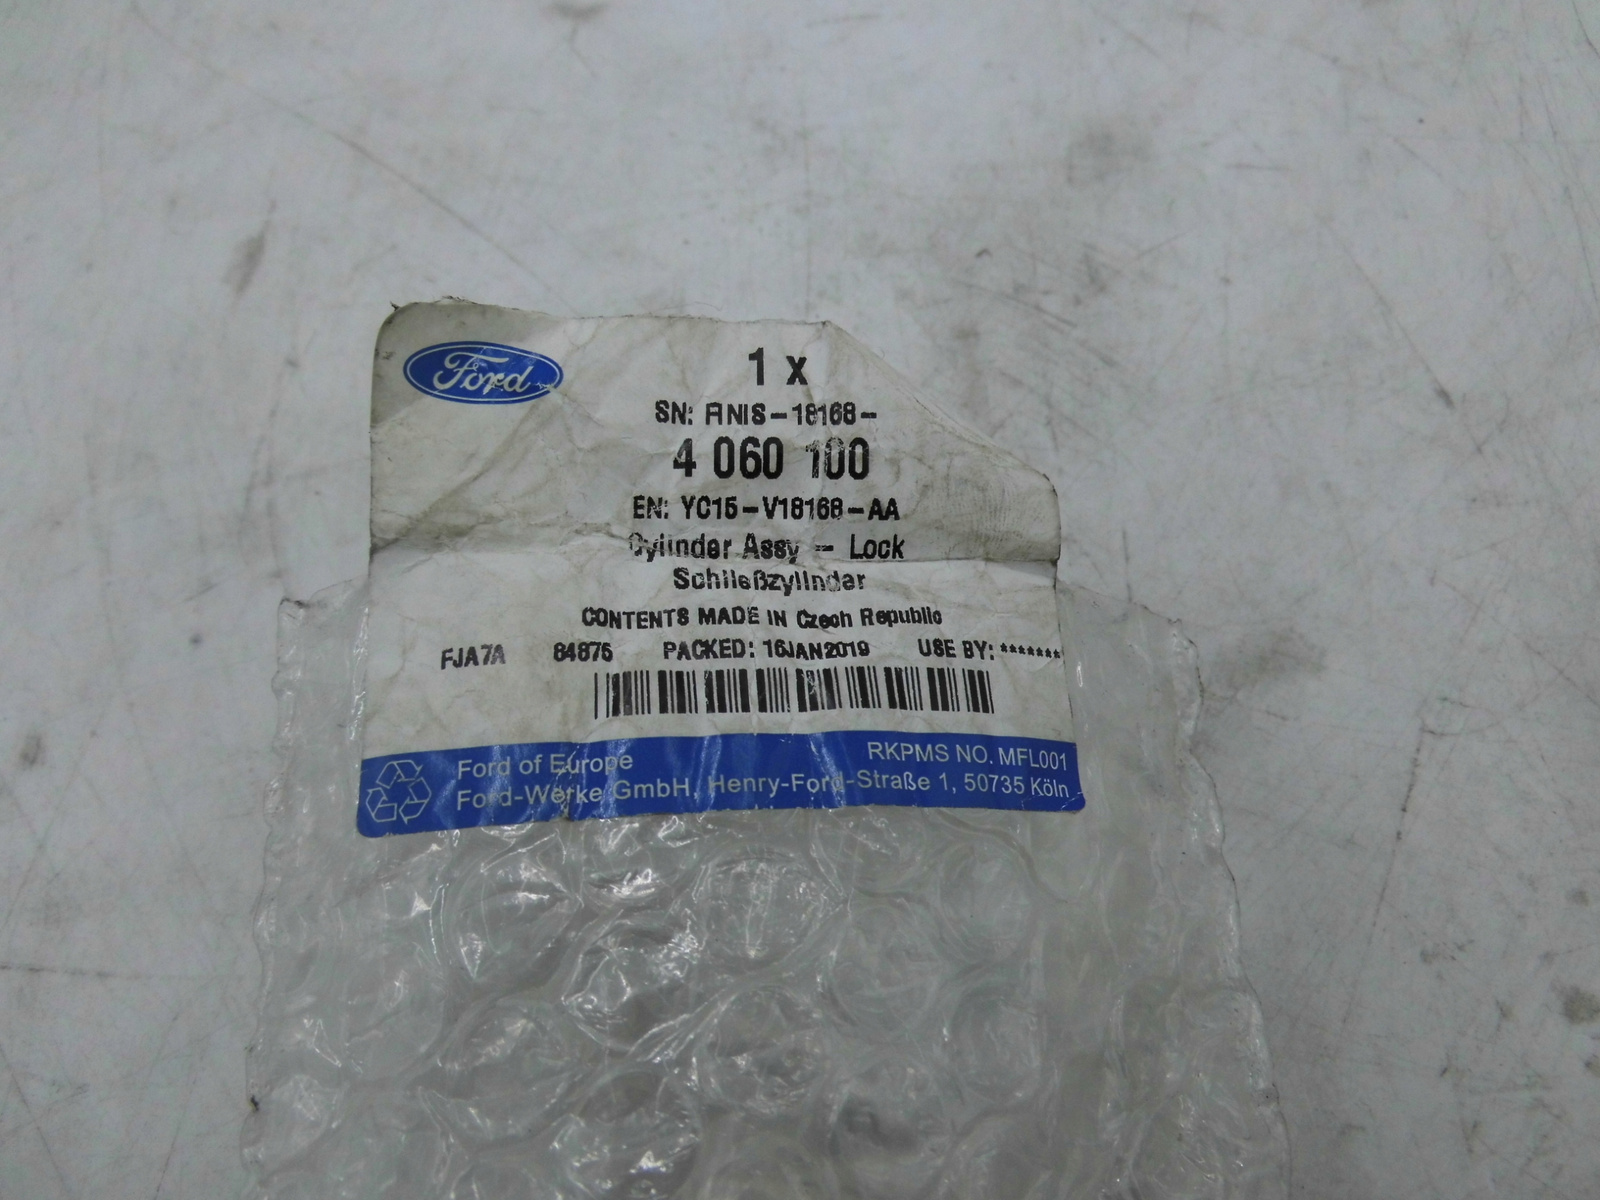 Ford
1 x
SN: FINIS-18168-
4 060 100
EN: YC15-V18168-AA
Cylinder Assy - Lock
Schließzylinder
CONTENTS MADE IN Czech Republic
FJA7A 84875 PACKED: 16JAN2019 USE BY: *******
RKPMS NO. MFL001
Ford of Europe
Ford-Werke GmbH, Henry-Ford-Straße 1, 50735 Köln